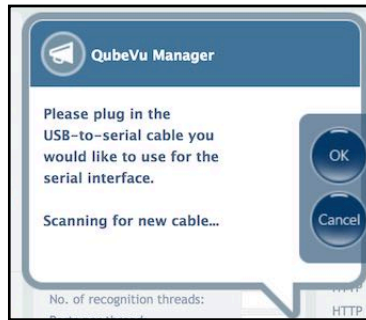 QubeVu Manager
Please plug in the
USB-to-serial cable you
would like to use for the
serial interface.
OK
Scanning for new cable...
Cancel
No. of recognition threads:
HTTP